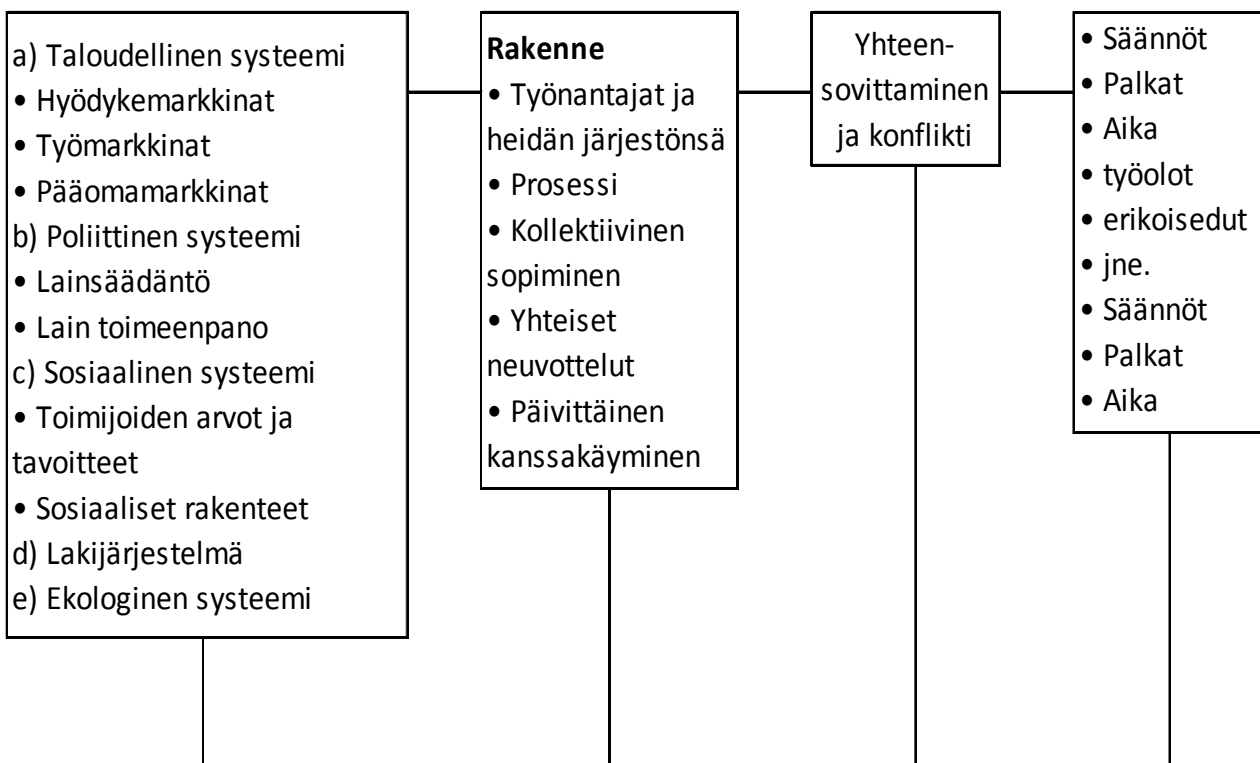 a) Taloudellinen systeemi
• Hyödykemarkkinat
• Työmarkkinat
• Pääomamarkkinat
b) Poliittinen systeemi
• Lainsäädäntö
• Lain toimeenpano
c) Sosiaalinen systeemi
• Toimijoiden arvot ja
tavoitteet
• Sosiaaliset rakenteet
d) Lakijärjestelmä
e) Ekologinen systeemi
Rakenne
• Työnantajat ja
heidän järjestönsä
• Prosessi
• Kollektiivinen
sopiminen
• Yhteiset
neuvottelut
• Päivittäinen
kanssakäyminen
Yhteen-
sovittaminen
ja konflikti
• Säännöt
• Palkat
• Aika
• työolot
• erikoisedut
• jne.
• Säännöt
• Palkat
• Aika